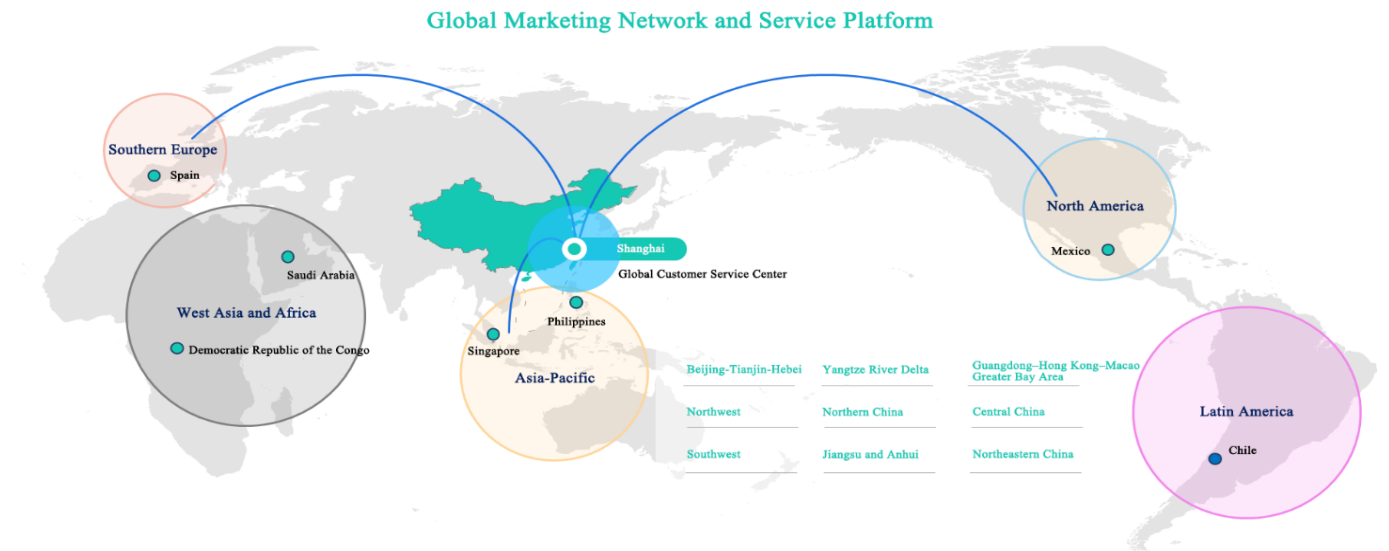 Global Marketing Network and Service Platform
Southern Europe
Spain
North America
Mexico
Shanghai
Global Customer Service Center
Saudi Arabia
West Asia and Africa
Democratic Republic of the Congo
Philippines
Singapore
Asia-Pacific
Beijing-Tianjin-Hebei
Yangtze River Delta
Guangdong–Hong Kong–Macao
Greater Bay Area
Northwest
Northern China
Central China
Southwest
Jiangsu and Anhui
Northeastern China
Latin America
Chile